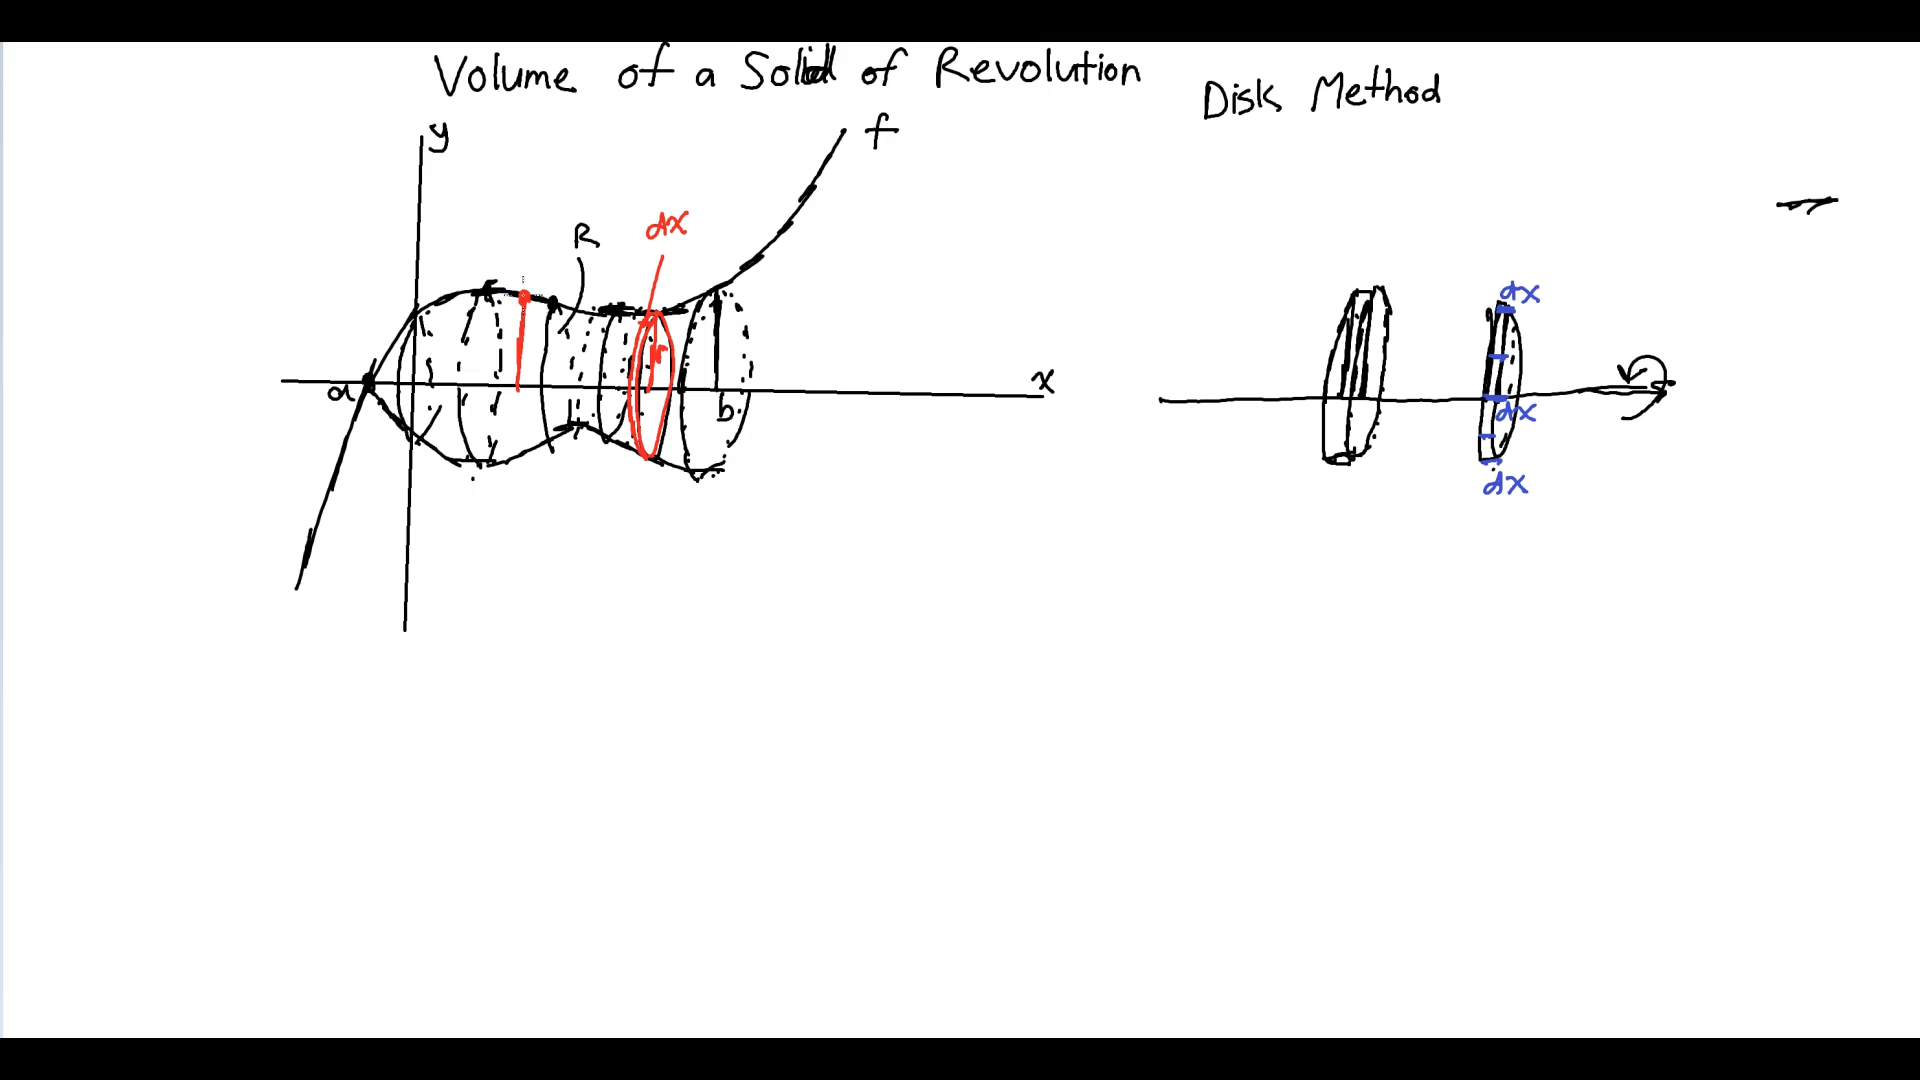 Volume of a Solid of Revolution
Disk Method
y
f
R
dx
r
a
b
x
dx
dx
dx